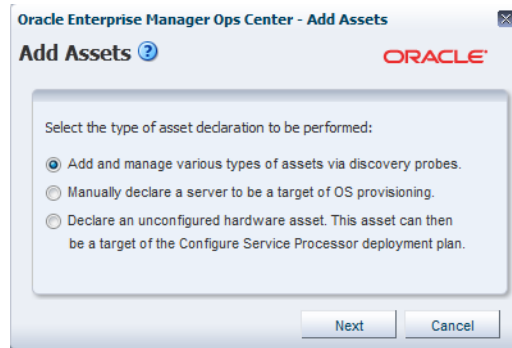 Oracle Enterprise Manager Ops Center - Add Assets
Add Assets ?
ORACLE
Select the type of asset declaration to be performed:
Add and manage various types of assets via discovery probes.
Manually declare a server to be a target of OS provisioning.
Declare an unconfigured hardware asset. This asset can then
be a target of the Configure Service Processor deployment plan.
Next Cancel